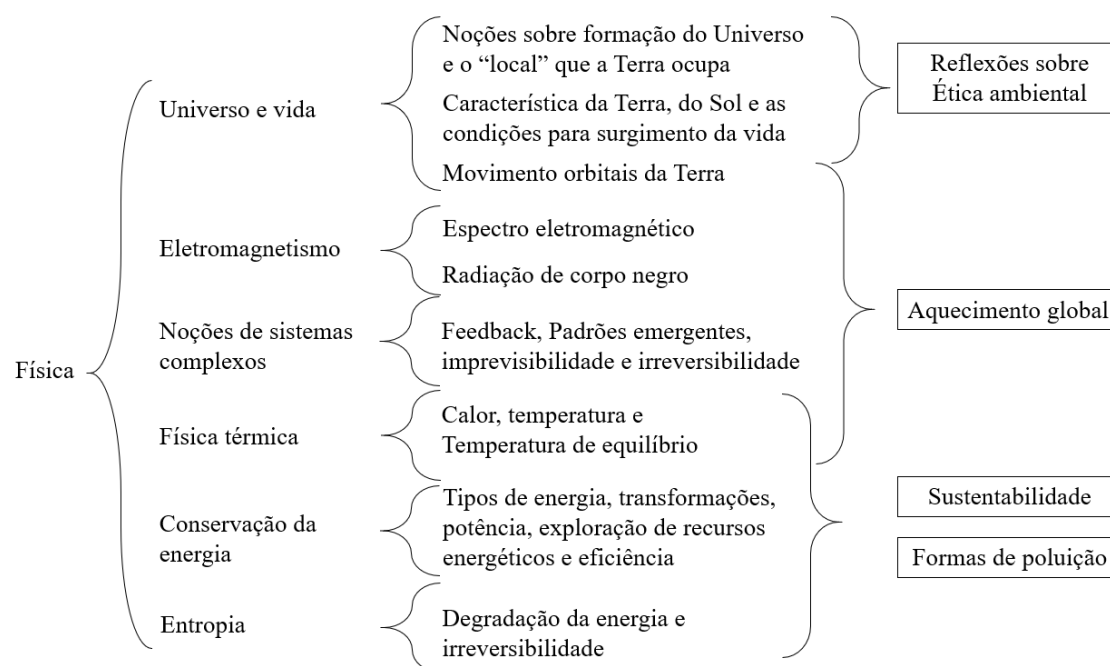 Física
Universo e vida
Noções sobre formação do Universo
e o “local” que a Terra ocupa
Característica da Terra, do Sol e as
condições para surgimento da vida
Movimento orbitais da Terra
Eletromagnetismo
Espectro eletromagnético
Radiação de corpo negro
Noções de sistemas
complexos
Feedback, Padrões emergentes,
imprevisibilidade e irreversibilidade
Física térmica
Calor, temperatura e
Temperatura de equilíbrio
Conservação da
energia
Tipos de energia, transformações,
potência, exploração de recursos
energéticos e eficiência
Entropia
Degradação da energia e
irreversibilidade
Reflexões sobre
Ética ambiental
Aquecimento global
Sustentabilidade
Formas de poluição